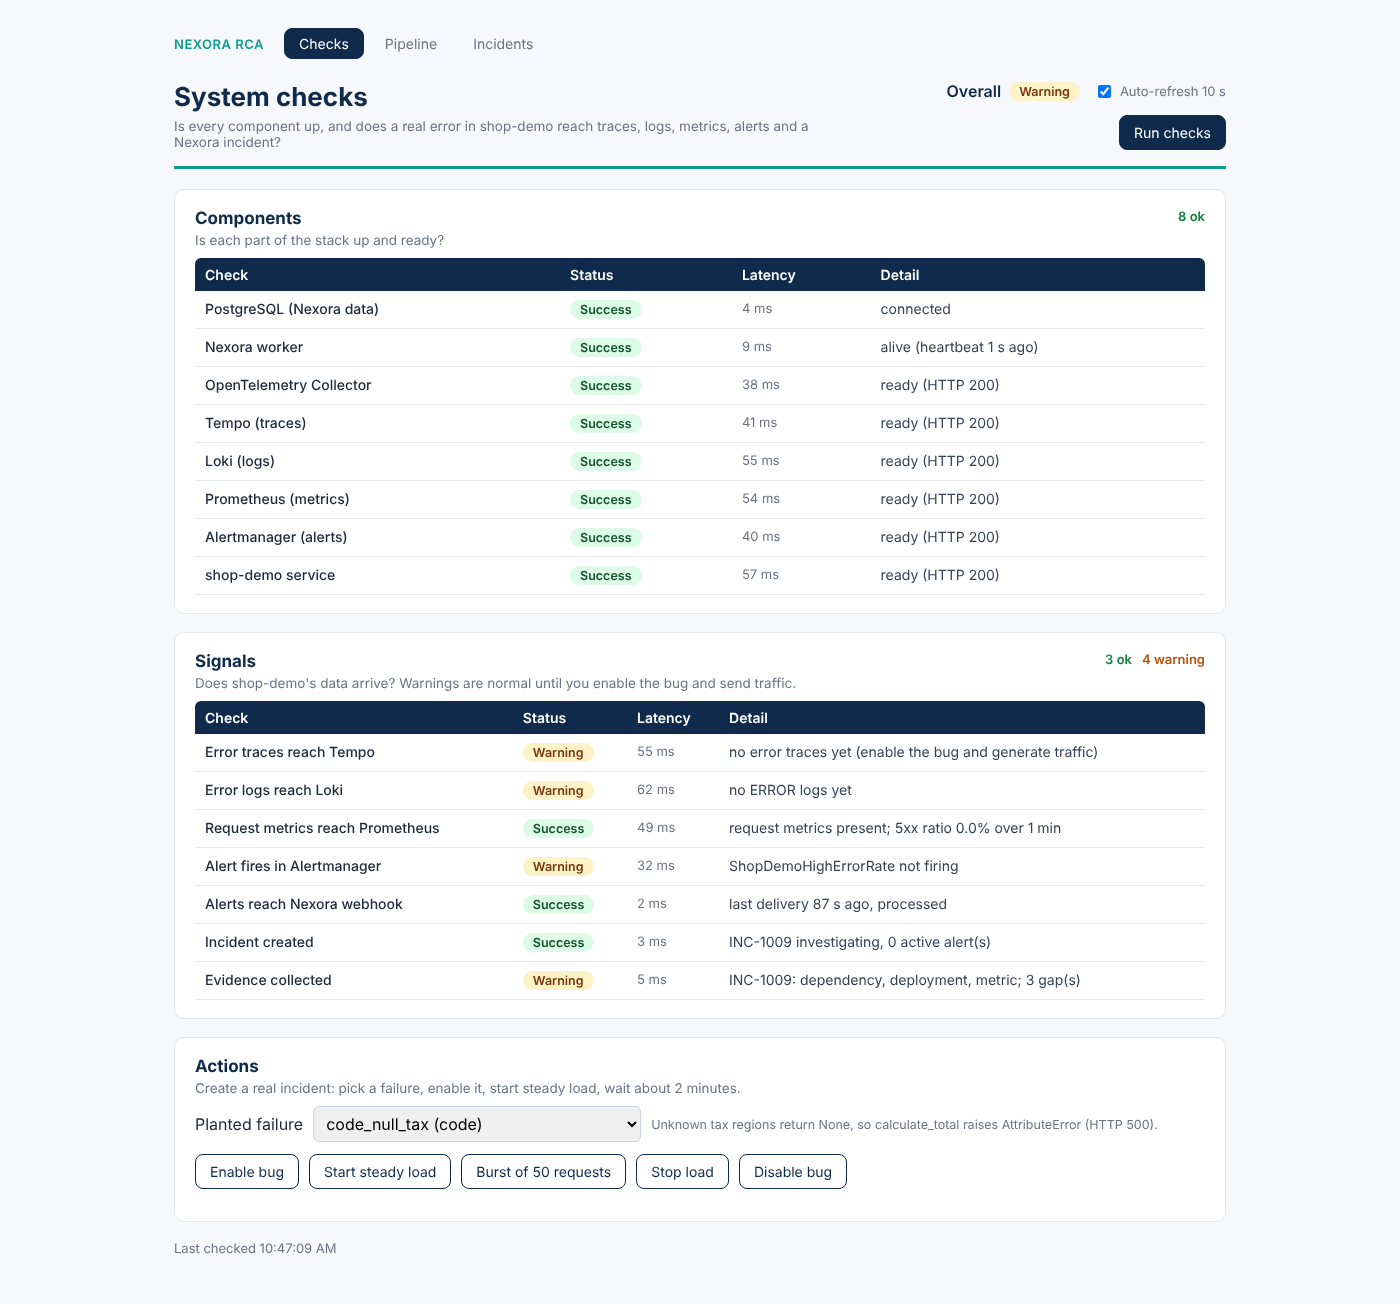 NEXORA RCA Checks Pipeline Incidents
System checks
Overall Warning Auto-refresh 10 s
Is every component up, and does a real error in shop-demo reach traces, logs, metrics, alerts and a
Nexora incident?
Run checks
Components
8 ok
Is each part of the stack up and ready?
Check Status Latency Detail
PostgreSQL (Nexora data) Success 4 ms connected
Nexora worker Success 9 ms alive (heartbeat 1 s ago)
OpenTelemetry Collector Success 38 ms ready (HTTP 200)
Tempo (traces) Success 41 ms ready (HTTP 200)
Loki (logs) Success 55 ms ready (HTTP 200)
Prometheus (metrics) Success 54 ms ready (HTTP 200)
Alertmanager (alerts) Success 40 ms ready (HTTP 200)
shop-demo service Success 57 ms ready (HTTP 200)
Signals
3 ok 4 warning
Does shop-demo's data arrive? Warnings are normal until you enable the bug and send traffic.
Check Status Latency Detail
Error traces reach Tempo Warning 55 ms no error traces yet (enable the bug and generate traffic)
Error logs reach Loki Warning 62 ms no ERROR logs yet
Request metrics reach Prometheus Success 49 ms request metrics present; 5xx ratio 0.0% over 1 min
Alert fires in Alertmanager Warning 32 ms ShopDemoHighErrorRate not firing
Alerts reach Nexora webhook Success 2 ms last delivery 87 s ago, processed
Incident created Success 3 ms INC-1009 investigating, 0 active alert(s)
Evidence collected Warning 5 ms INC-1009: dependency, deployment, metric; 3 gap(s)
Actions
Create a real incident: pick a failure, enable it, start steady load, wait about 2 minutes.
Planted failure code_null_tax (code) Unknown tax regions return None, so calculate_total raises AttributeError (HTTP 500).
Enable bug Start steady load Burst of 50 requests Stop load Disable bug
Last checked 10:47:09 AM